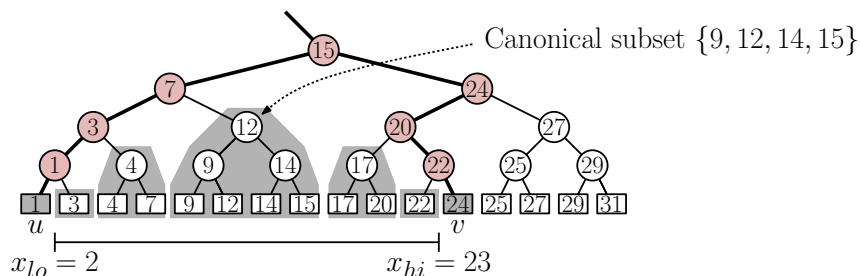 15
Canonical subset {9, 12, 14, 15}
7 24
3 12 20 27
1 4 9 14 17 22 25 29
1 3 4 7 9 12 14 15 17 20 22 24 25 27 29 31
u v
x_lo = 2 x_hi = 23